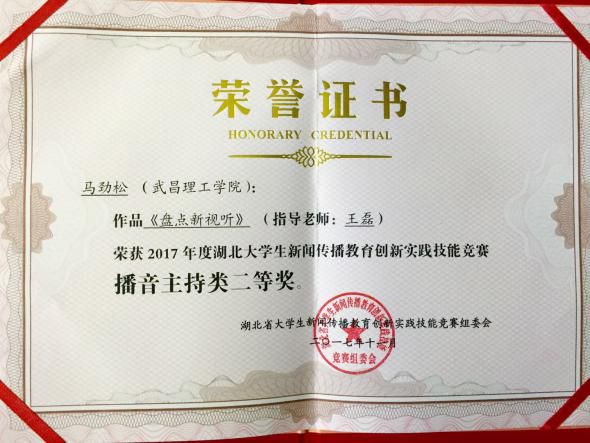 荣誉证书
HONORARY CREDENTIAL
马劲松 （武昌理工学院）：
作品《盘点新视听》 （指导老师：王磊）
荣获 2017 年度湖北大学生新闻传播教育创新实践技能竞赛
播音主持类二等奖。
湖北省大学生新闻传播教育创新实践技能竞赛组委会
二〇一七年十二月
竞赛组委会